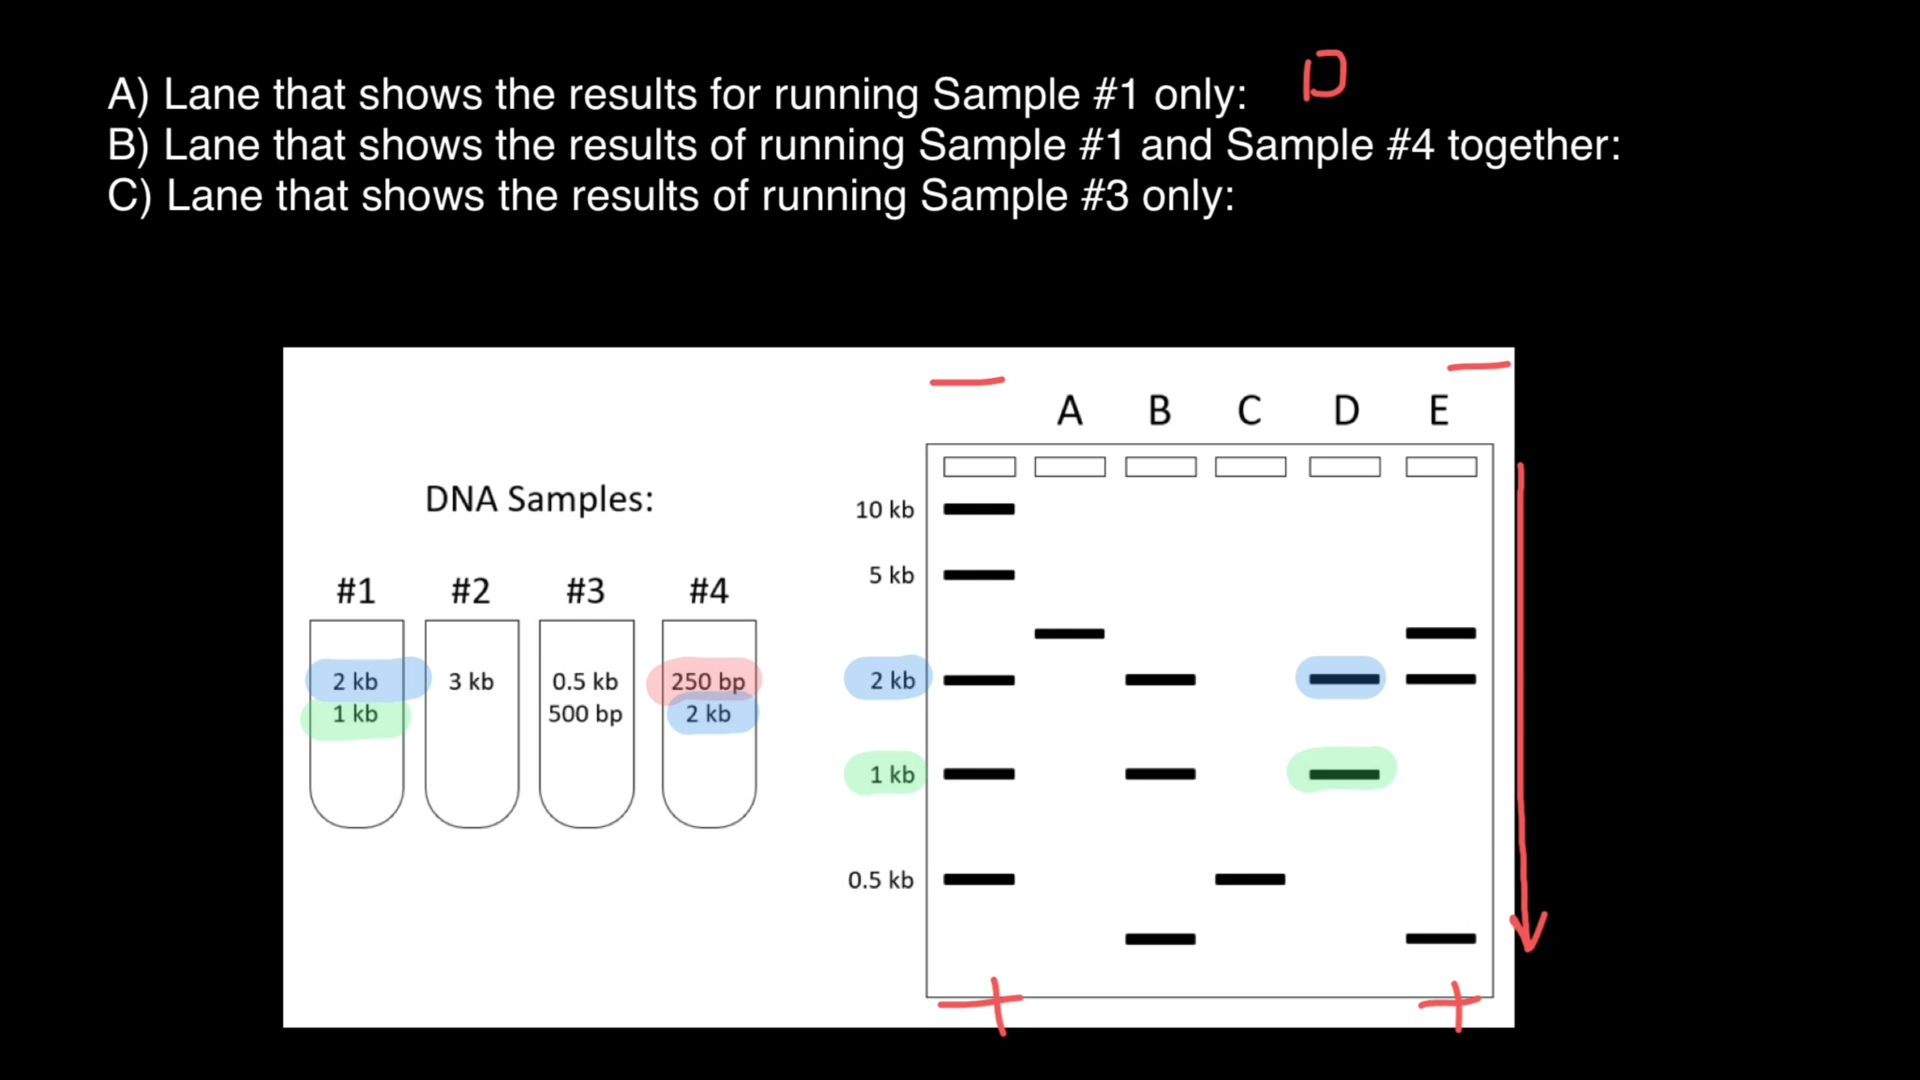 A) Lane that shows the results for running Sample #1 only: D
B) Lane that shows the results of running Sample #1 and Sample #4 together:
C) Lane that shows the results of running Sample #3 only:
DNA Samples:
#1 #2 #3 #4
2 kb 3 kb 0.5 kb 250 bp
1 kb 500 bp 2 kb
A B C D E
10 kb
5 kb
2 kb
1 kb
0.5 kb